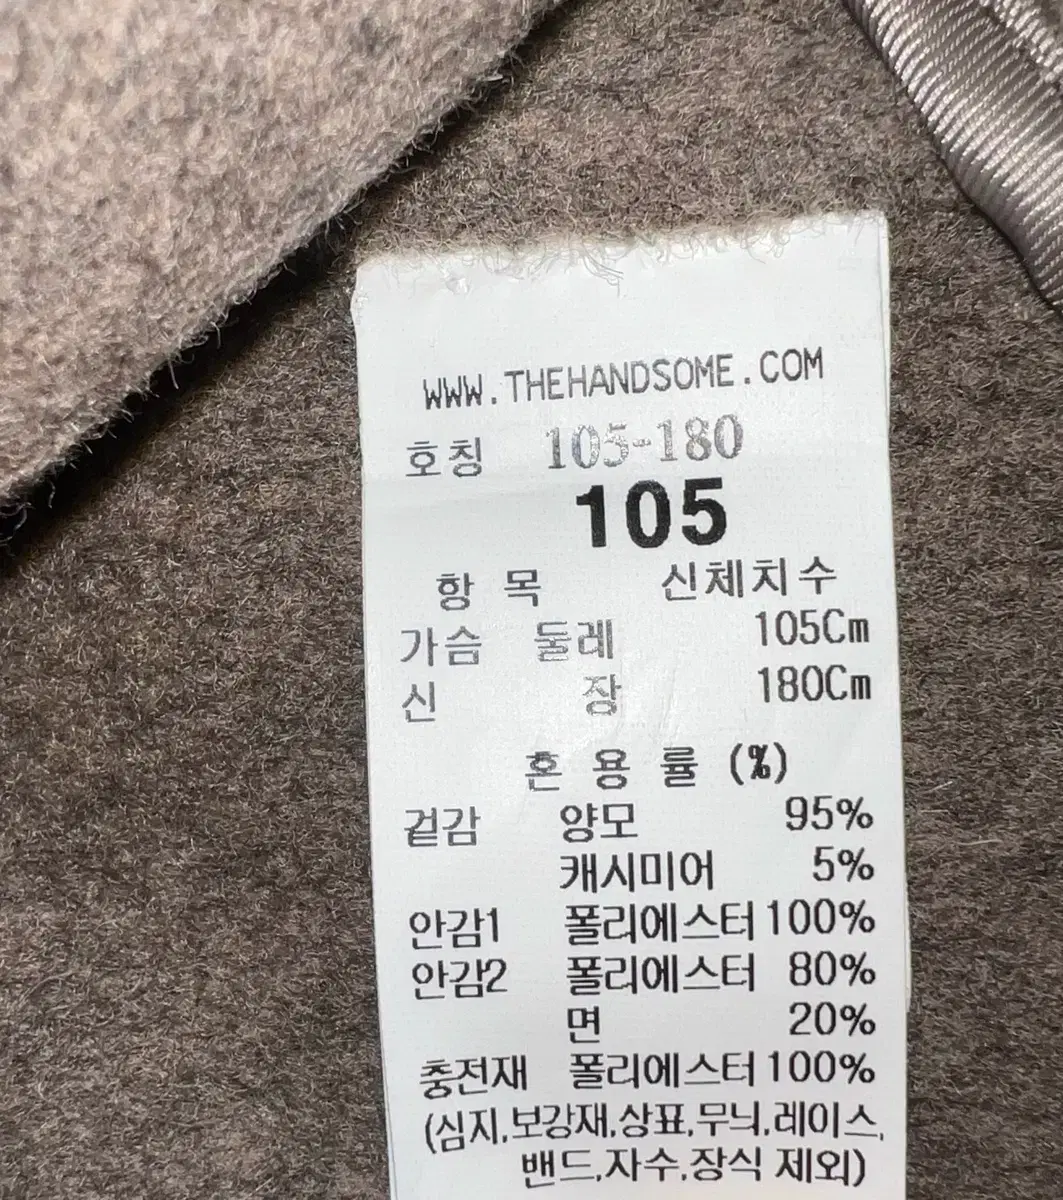 WWW.THEHANDSOME.COM
호칭 105-180
105
항 목 신체치수
가슴 둘레 105Cm
신 장 180Cm
혼 용 률 (%)
겉감 양모 95%
캐시미어 5%
안감1 폴리에스터 100%
안감2 폴리에스터 80%
면 20%
충전재 폴리에스터 100%
(심지,보강재,상표,무늬,레이스,
밴드,자수,장식 제외)